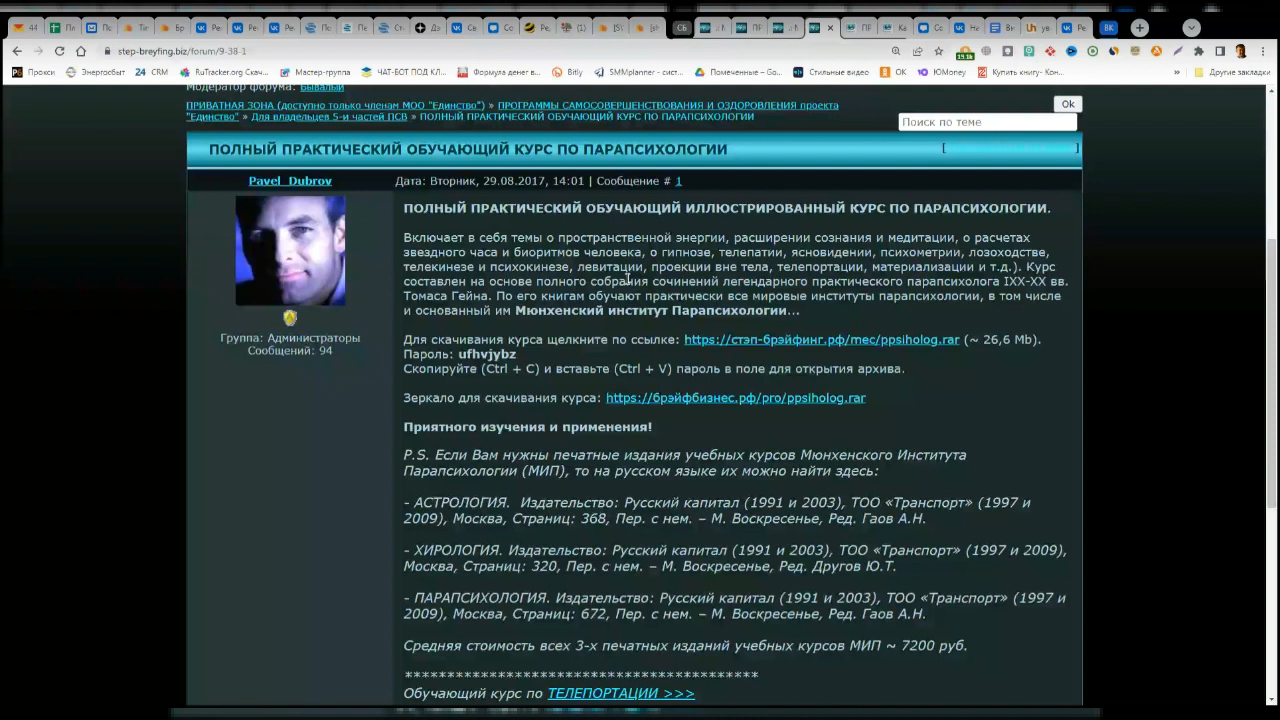 44
СБ
ВК
step-breyfing.biz/forum/9-38-1
19.1k
Прокси
Энергосбыт
24 CRM
RuTracker.org Скач...
Мастер-группа
ЧАТ-БОТ ПОД КЛ...
Формула денег в...
Bitly
SMMplanner - сист...
Помеченные – Go...
Стильные видео
OK
ЮMoney
Купить книгу- Кон...
»
Другие закладки
Модератор форума: Бывалый
ПРИВАТНАЯ ЗОНА (доступно только членам МОО "Единство") » ПРОГРАММЫ САМОСОВЕРШЕНСТВОВАНИЯ И ОЗДОРОВЛЕНИЯ проекта
"Единство" » Для владельцев 5-и частей ПСВ » ПОЛНЫЙ ПРАКТИЧЕСКИЙ ОБУЧАЮЩИЙ КУРС ПО ПАРАПСИХОЛОГИИ
Ok
Поиск по теме
ПОЛНЫЙ ПРАКТИЧЕСКИЙ ОБУЧАЮЩИЙ КУРС ПО ПАРАПСИХОЛОГИИ
[ ]
Pavel_Dubrov
Дата: Вторник, 29.08.2017, 14:01 | Сообщение # 1
Группа: Администраторы
Сообщений: 94
ПОЛНЫЙ ПРАКТИЧЕСКИЙ ОБУЧАЮЩИЙ ИЛЛЮСТРИРОВАННЫЙ КУРС ПО ПАРАПСИХОЛОГИИ.
Включает в себя темы о пространственной энергии, расширении сознания и медитации, о расчетах
звездного часа и биоритмов человека, о гипнозе, телепатии, ясновидении, психометрии, лозоходстве,
телекинезе и психокинезе, левитации, проекции вне тела, телепортации, материализации и т.д.). Курс
составлен на основе полного собрания сочинений легендарного практического парапсихолога IXX-XX вв.
Томаса Гейна. По его книгам обучают практически все мировые институты парапсихологии, в том числе
и основанный им Мюнхенский институт Парапсихологии...
Для скачивания курса щелкните по ссылке: https://стэп-брэйфинг.рф/mec/ppsiholog.rar (~ 26,6 Mb).
Пароль: ufhvjybz
Скопируйте (Ctrl + C) и вставьте (Ctrl + V) пароль в поле для открытия архива.
Зеркало для скачивания курса: https://брэйфбизнес.рф/pro/ppsiholog.rar
Приятного изучения и применения!
P.S. Если Вам нужны печатные издания учебных курсов Мюнхенского Института
Парапсихологии (МИП), то на русском языке их можно найти здесь:
- АСТРОЛОГИЯ. Издательство: Русский капитал (1991 и 2003), ТОО «Транспорт» (1997 и
2009), Москва, Страниц: 368, Пер. с нем. – М. Воскресенье, Ред. Гаов А.Н.
- ХИРОЛОГИЯ. Издательство: Русский капитал (1991 и 2003), ТОО «Транспорт» (1997 и 2009),
Москва, Страниц: 320, Пер. с нем. – М. Воскресенье, Ред. Другов Ю.Т.
- ПАРАПСИХОЛОГИЯ. Издательство: Русский капитал (1991 и 2003), ТОО «Транспорт» (1997 и
2009), Москва, Страниц: 672, Пер. с нем. – М. Воскресенье, Ред. Гаов А.Н.
Средняя стоимость всех 3-х печатных изданий учебных курсов МИП ~ 7200 руб.
******************************************
Обучающий курс по ТЕЛЕПОРТАЦИИ >>>